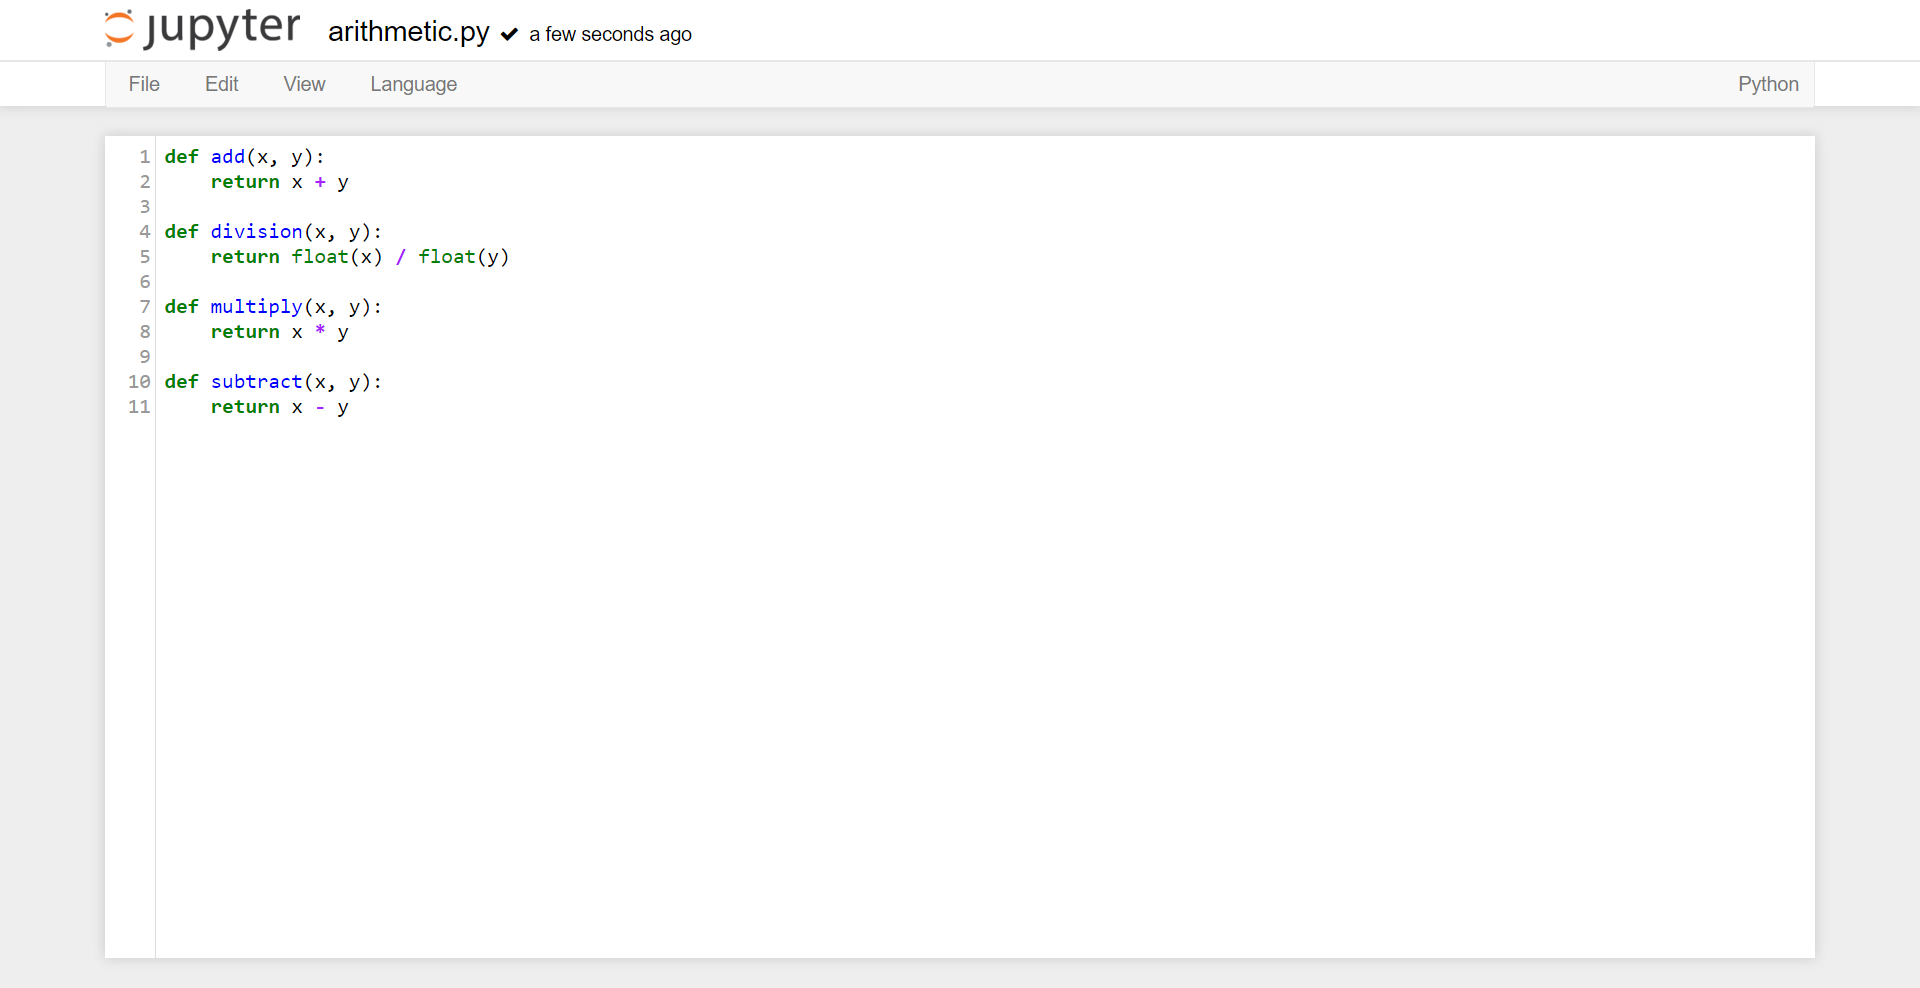 jupyter arithmetic.py ✔ a few seconds ago
File Edit View Language Python
1 def add(x, y):
2     return x + y
3
4 def division(x, y):
5     return float(x) / float(y)
6
7 def multiply(x, y):
8     return x * y
9
10 def subtract(x, y):
11     return x - y